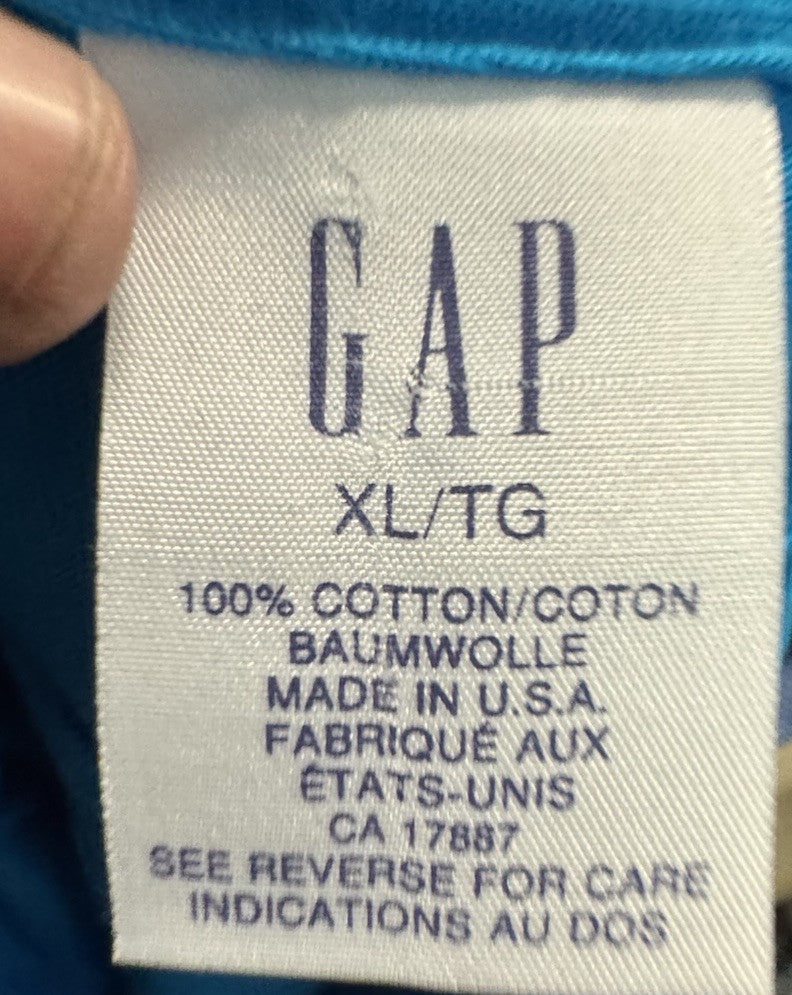 GAP
XL/TG
100% COTTON/COTON
BAUMWOLLE
MADE IN U.S.A.
FABRIQUÉ AUX
ÉTATS-UNIS
CA 17887
SEE REVERSE FOR CARE
INDICATIONS AU DOS